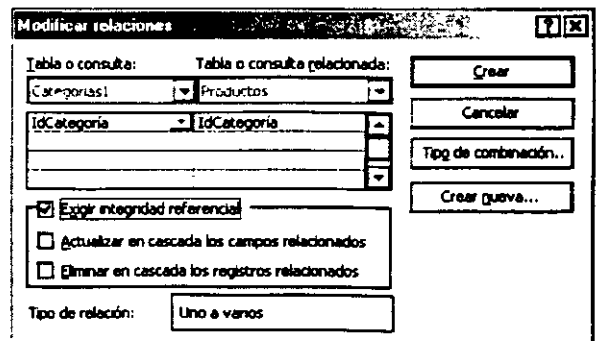 Modificar relaciones
Tabla o consulta: Tabla o consulta relacionada:
Categorias1 Productos
IdCategoría IdCategoría
Exigir integridad referencial
Actualizar en cascada los campos relacionados
Eliminar en cascada los registros relacionados
Tipo de relación: Uno a varios
Crear
Cancelar
Tipo de combinación..
Crear nueva...